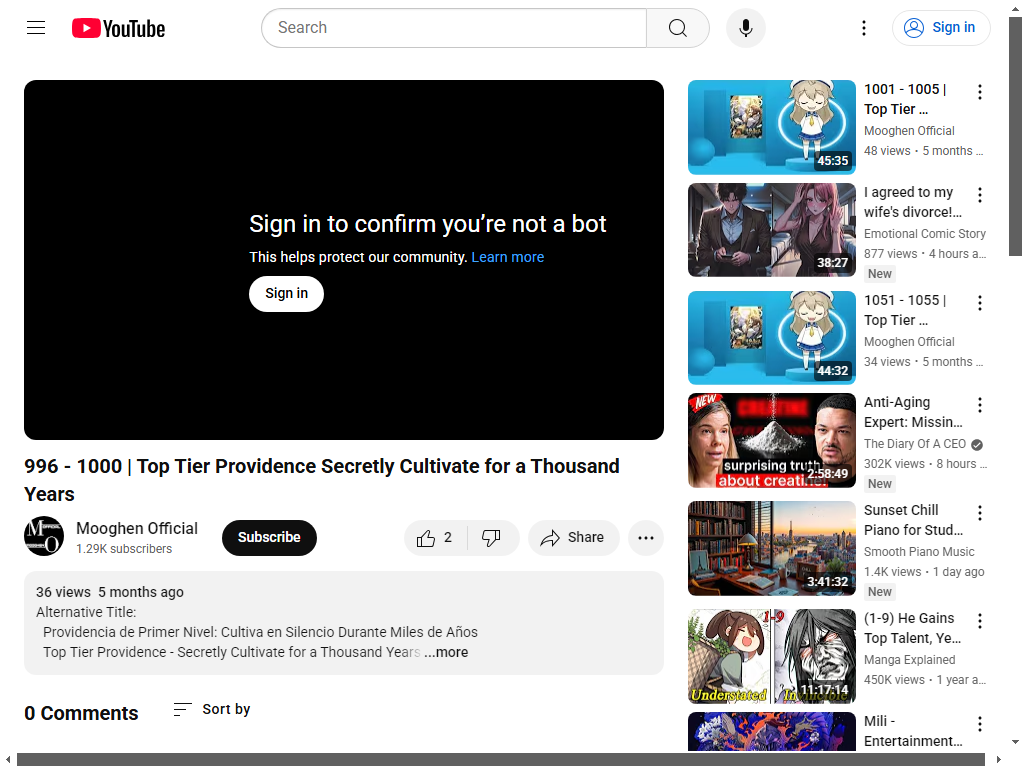 YouTube
Search
Sign in
Sign in to confirm you’re not a bot
This helps protect our community. Learn more
Sign in
996 - 1000 | Top Tier Providence Secretly Cultivate for a Thousand
Years
Mooghen Official
1.29K subscribers
Subscribe
2
Share
36 views 5 months ago
Alternative Title:
Providencia de Primer Nivel: Cultiva en Silencio Durante Miles de Años
Top Tier Providence - Secretly Cultivate for a Thousand Years ...more
0 Comments
Sort by
45:35
1001 - 1005 |
Top Tier ...
Mooghen Official
48 views • 5 months ...
38:27
I agreed to my
wife's divorce!...
Emotional Comic Story
877 views • 4 hours a...
New
44:32
1051 - 1055 |
Top Tier ...
Mooghen Official
34 views • 5 months ...
NEW
CREATINE
surprising truth
about creatine!
2:58:49
Anti-Aging
Expert: Missin...
The Diary Of A CEO
302K views • 8 hours ...
New
3:41:32
Sunset Chill
Piano for Stud...
Smooth Piano Music
1.4K views • 1 day ago
New
1-9
Understated
Invincible
11:17:14
(1-9) He Gains
Top Talent, Ye...
Manga Explained
450K views • 1 year a...
Mili -
Entertainment...